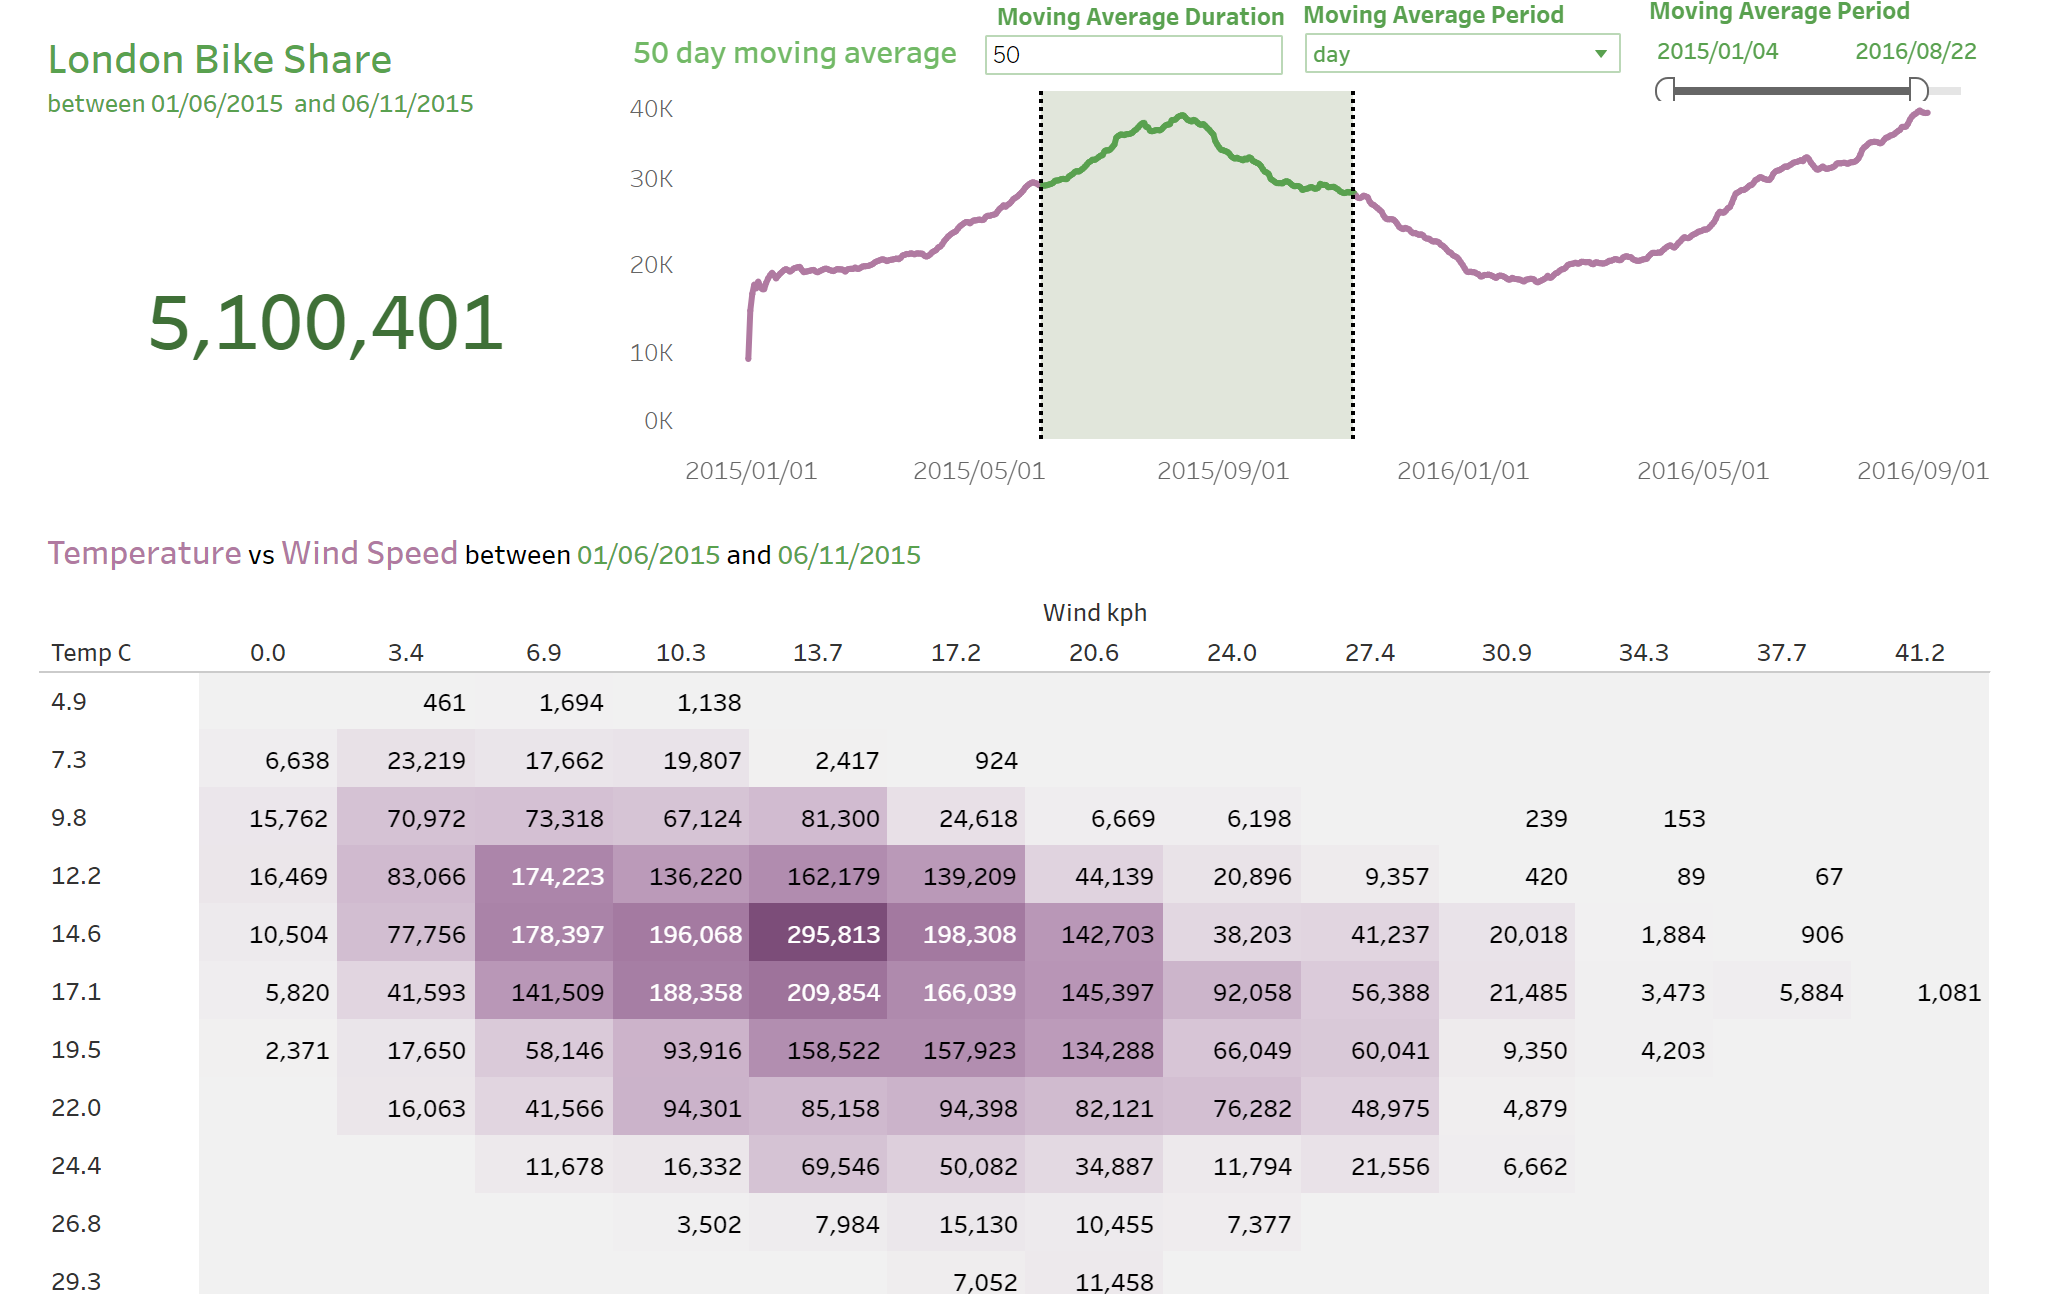 London Bike Share
between 01/06/2015 and 06/11/2015
5,100,401
50 day moving average
Moving Average Duration
50
Moving Average Period
day
Moving Average Period
2015/01/04 2016/08/22
40K
30K
20K
10K
0K
2015/01/01 2015/05/01 2015/09/01 2016/01/01 2016/05/01 2016/09/01
Temperature vs Wind Speed between 01/06/2015 and 06/11/2015
Wind kph
Temp C 0.0 3.4 6.9 10.3 13.7 17.2 20.6 24.0 27.4 30.9 34.3 37.7 41.2
4.9 461 1,694 1,138
7.3 6,638 23,219 17,662 19,807 2,417 924
9.8 15,762 70,972 73,318 67,124 81,300 24,618 6,669 6,198 239 153
12.2 16,469 83,066 174,223 136,220 162,179 139,209 44,139 20,896 9,357 420 89 67
14.6 10,504 77,756 178,397 196,068 295,813 198,308 142,703 38,203 41,237 20,018 1,884 906
17.1 5,820 41,593 141,509 188,358 209,854 166,039 145,397 92,058 56,388 21,485 3,473 5,884 1,081
19.5 2,371 17,650 58,146 93,916 158,522 157,923 134,288 66,049 60,041 9,350 4,203
22.0 16,063 41,566 94,301 85,158 94,398 82,121 76,282 48,975 4,879
24.4 11,678 16,332 69,546 50,082 34,887 11,794 21,556 6,662
26.8 3,502 7,984 15,130 10,455 7,377
29.3 7,052 11,458